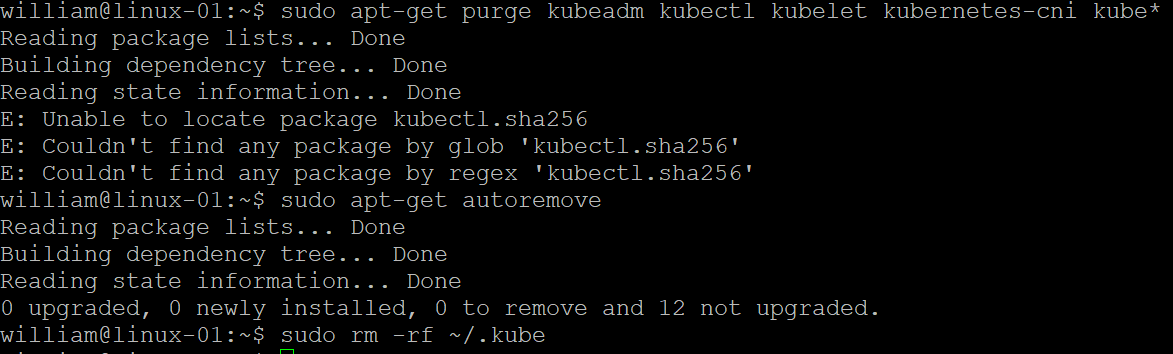 william@linux-01:~$ sudo apt-get purge kubeadm kubectl kubelet kubernetes-cni kube*
Reading package lists... Done
Building dependency tree... Done
Reading state information... Done
E: Unable to locate package kubectl.sha256
E: Couldn't find any package by glob 'kubectl.sha256'
E: Couldn't find any package by regex 'kubectl.sha256'
william@linux-01:~$ sudo apt-get autoremove
Reading package lists... Done
Building dependency tree... Done
Reading state information... Done
0 upgraded, 0 newly installed, 0 to remove and 12 not upgraded.
william@linux-01:~$ sudo rm -rf ~/.kube